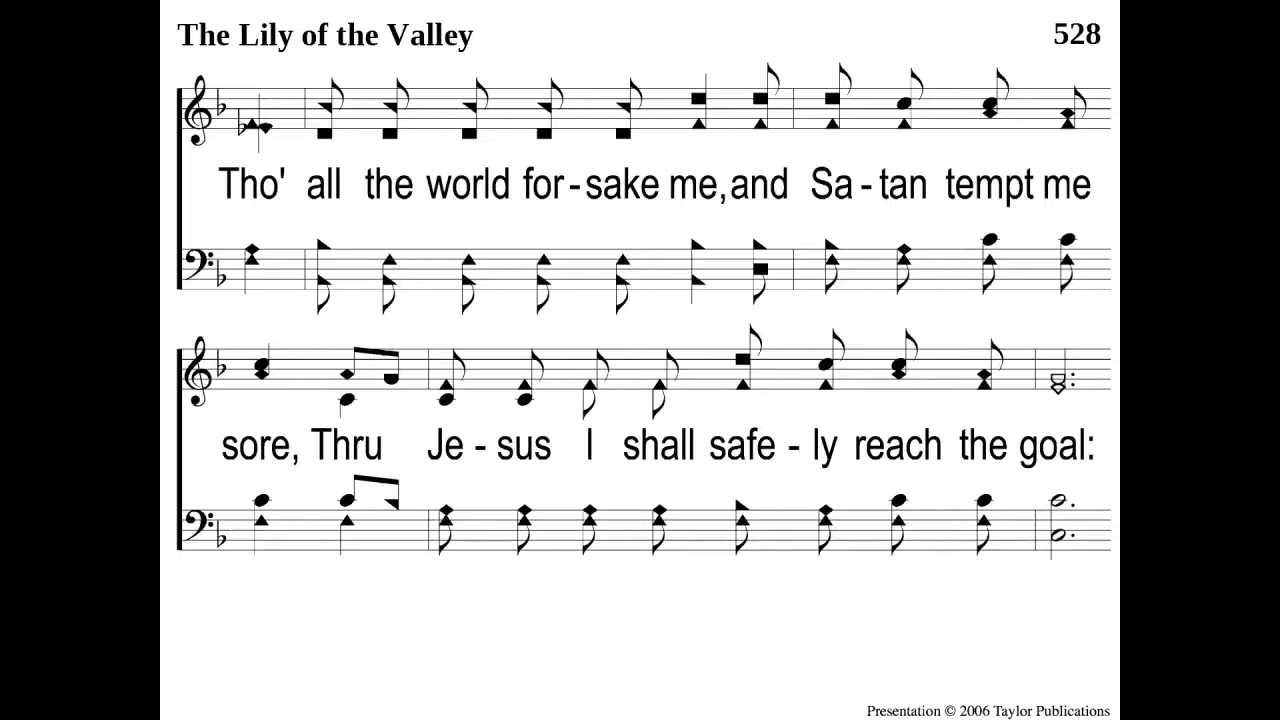 The Lily of the Valley 528
Tho' all the world for - sake me, and Sa - tan tempt me
sore, Thru Je - sus I shall safe - ly reach the goal:
Presentation © 2006 Taylor Publications